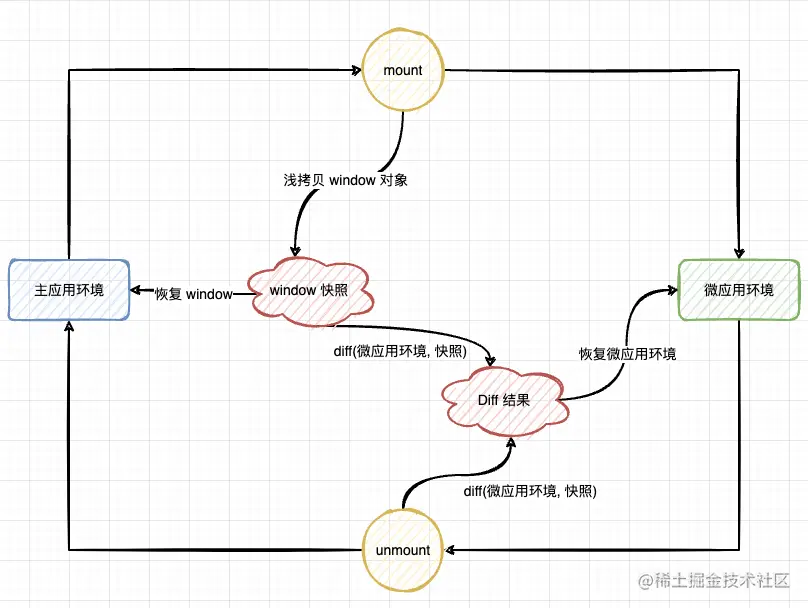 mount
浅拷贝 window 对象
主应用环境
恢复 window
window 快照
微应用环境
diff(微应用环境, 快照)
恢复微应用环境
Diff 结果
diff(微应用环境, 快照)
unmount
@稀土掘金技术社区